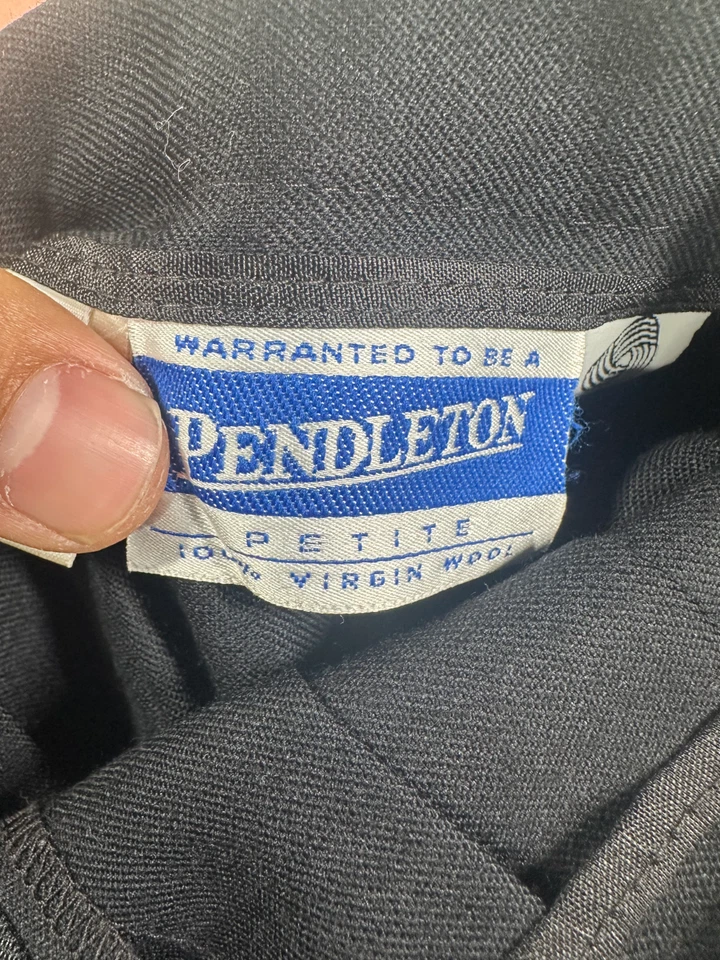 WARRANTED TO BE A
PENDLETON
PETITE
100% VIRGIN WOOL